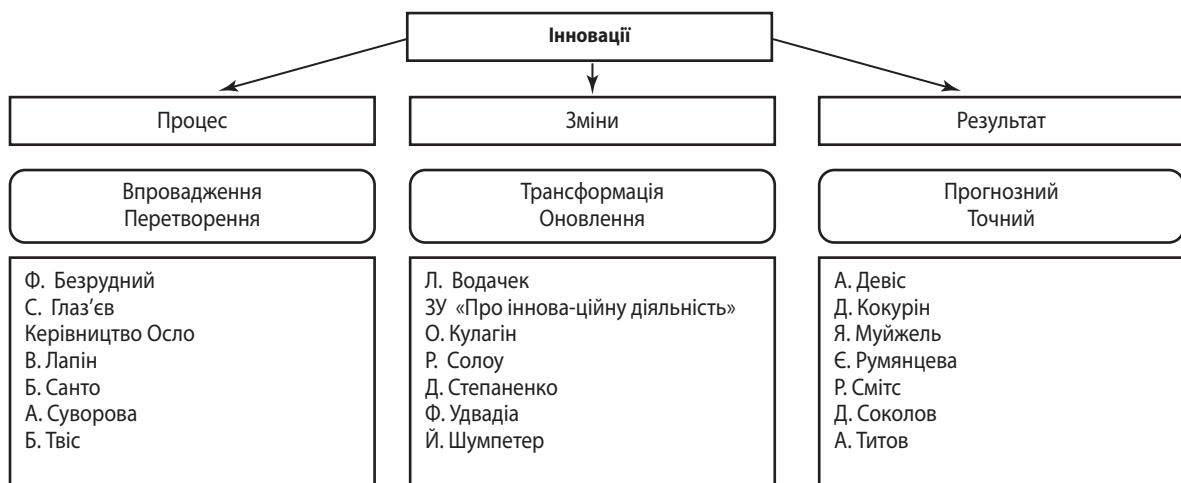 Інновації
Процес
Зміни
Результат
Впровадження
Перетворення
Трансформація
Оновлення
Прогнозний
Точний
Ф. Безрудний
С. Глаз’єв
Керівництво Осло
В. Лапін
Б. Санто
А. Суворова
Б. Твіс
Л. Водачек
ЗУ «Про іннова-ційну діяльність»
О. Кулагін
Р. Солоу
Д. Степаненко
Ф. Удвадіа
Й. Шумпетер
А. Девіс
Д. Кокурін
Я. Муйжель
Є. Румянцева
Р. Смітс
Д. Соколов
А. Титов